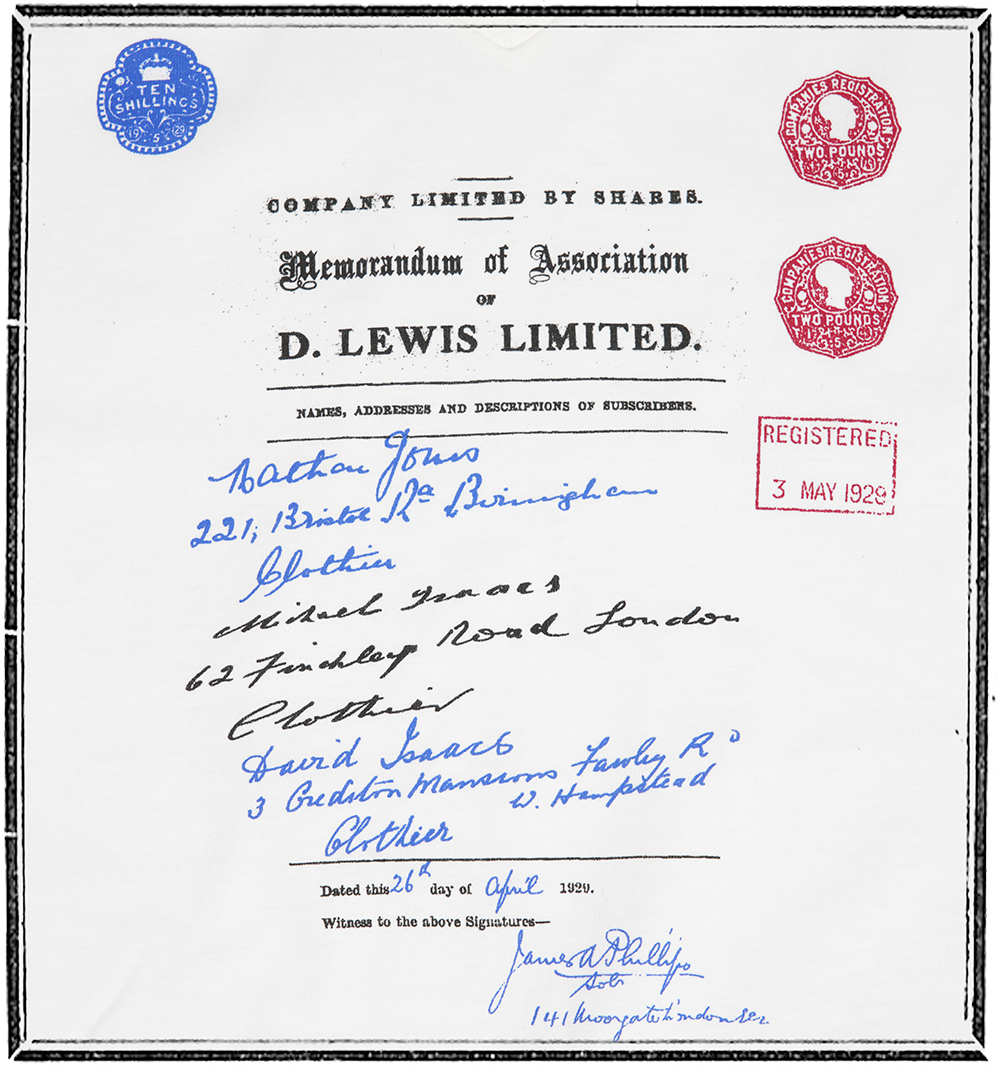 TEN
SHILLINGS
19 5 29
COMPANIES REGISTRATION
TWO POUNDS
COMPANY LIMITED BY SHARES.
Memorandum of Association
OF
D. LEWIS LIMITED.
COMPANIES REGISTRATION
TWO POUNDS
NAMES, ADDRESSES AND DESCRIPTIONS OF SUBSCRIBERS.
REGISTERED
3 MAY 1929
Nathan Jones
221, Bristol Rd Birmingham
Clothier
Michael Isaacs
62 Finchley Road London
Clothier
David Isaacs
3 Crediton Mansions Fawley Rd
W. Hampstead
Clothier
Dated this 26th day of April 1929.
Witness to the above Signatures—
James A Phillips
Solr
141 Moorgate London